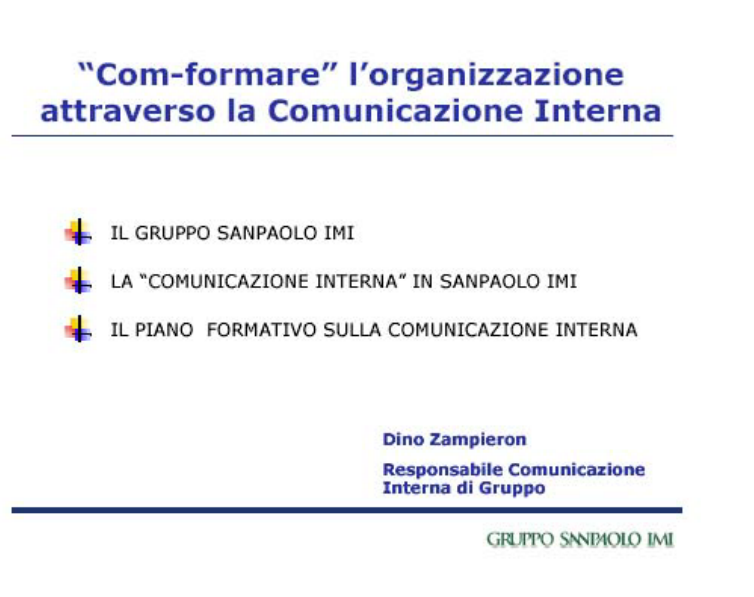 “Com-formare” l’organizzazione
attraverso la Comunicazione Interna
IL GRUPPO SANPAOLO IMI
LA “COMUNICAZIONE INTERNA” IN SANPAOLO IMI
IL PIANO FORMATIVO SULLA COMUNICAZIONE INTERNA
Dino Zampieron
Responsabile Comunicazione
Interna di Gruppo
GRUPPO SANPAOLO IMI